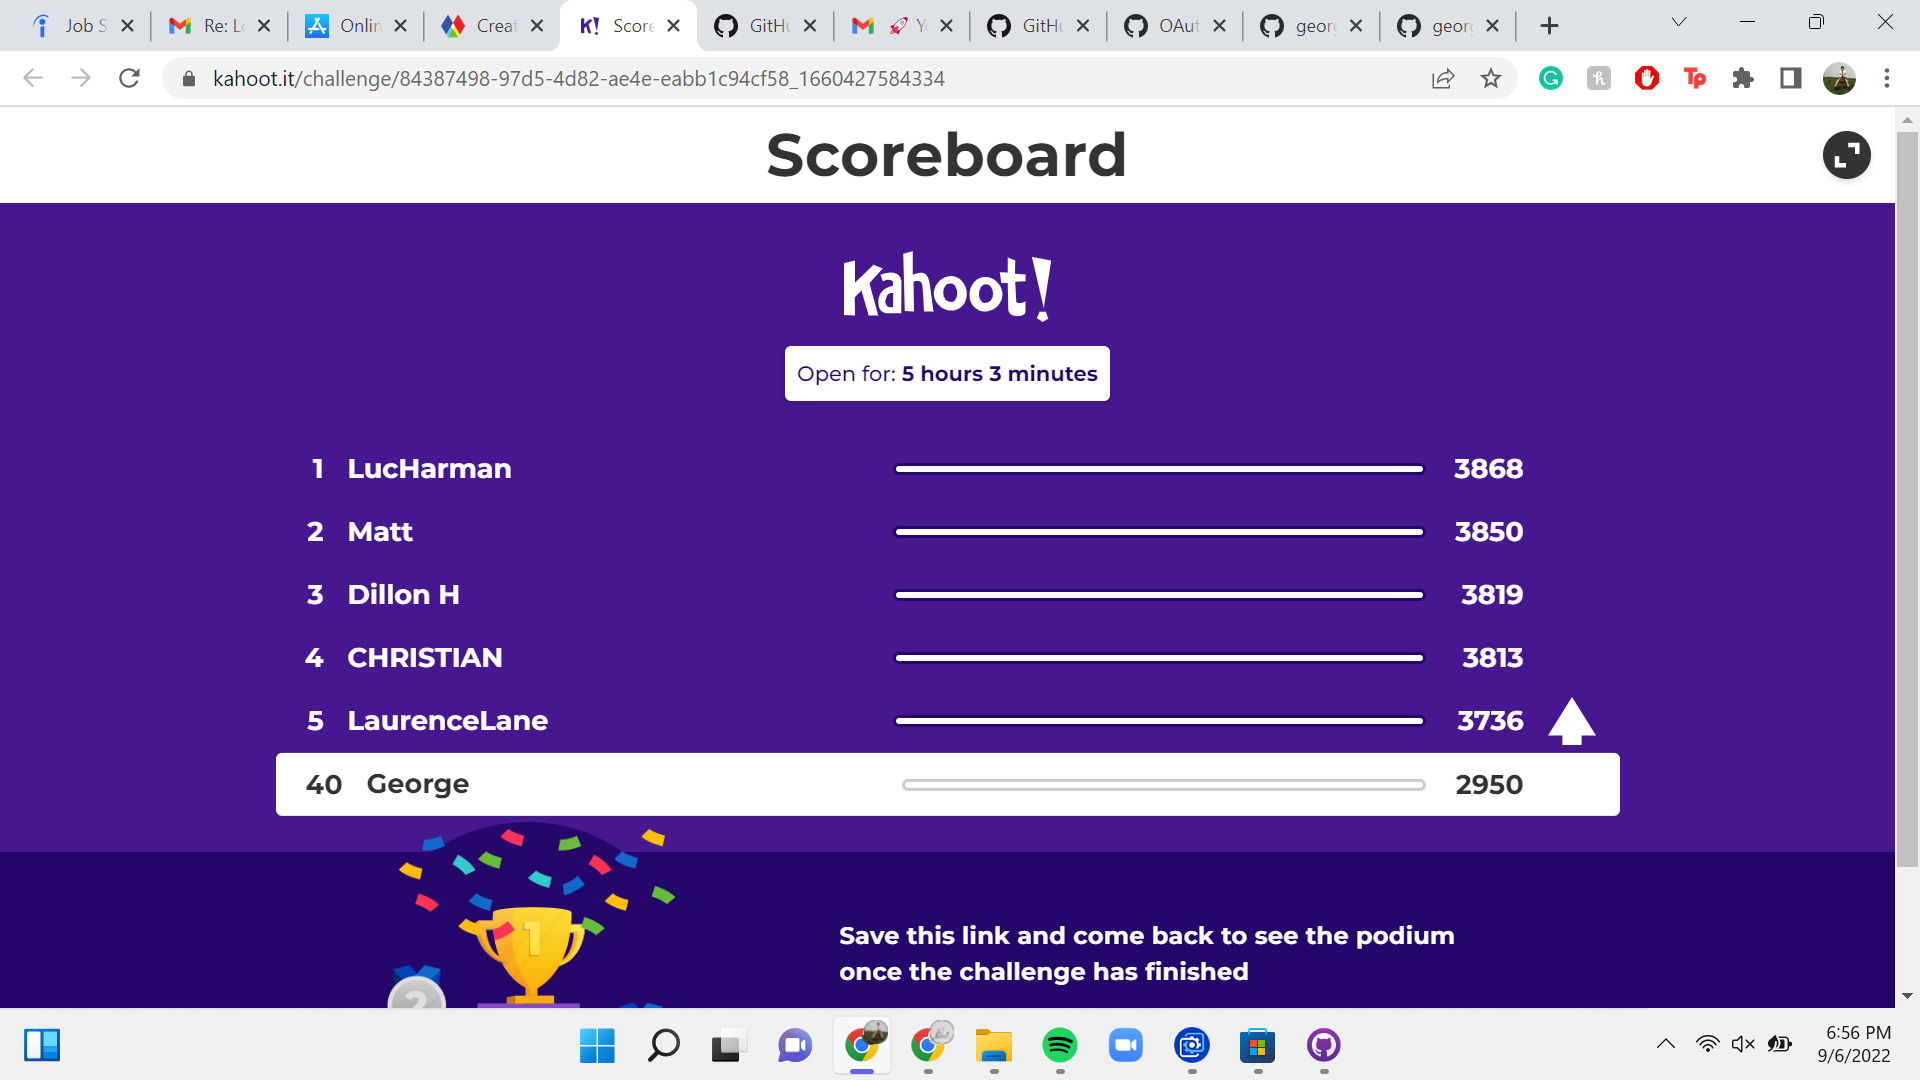 Job S
Re: L
Onlin
Creat
K! Score
GitHu
Y
GitHu
OAut
georg
georg
kahoot.it/challenge/84387498-97d5-4d82-ae4e-eabb1c94cf58_1660427584334
Tp
Scoreboard
Kahoot!
Open for: 5 hours 3 minutes
1 LucHarman 3868
2 Matt 3850
3 Dillon H 3819
4 CHRISTIAN 3813
5 LaurenceLane 3736
40 George 2950
1
2
Save this link and come back to see the podium
once the challenge has finished
6:56 PM
9/6/2022